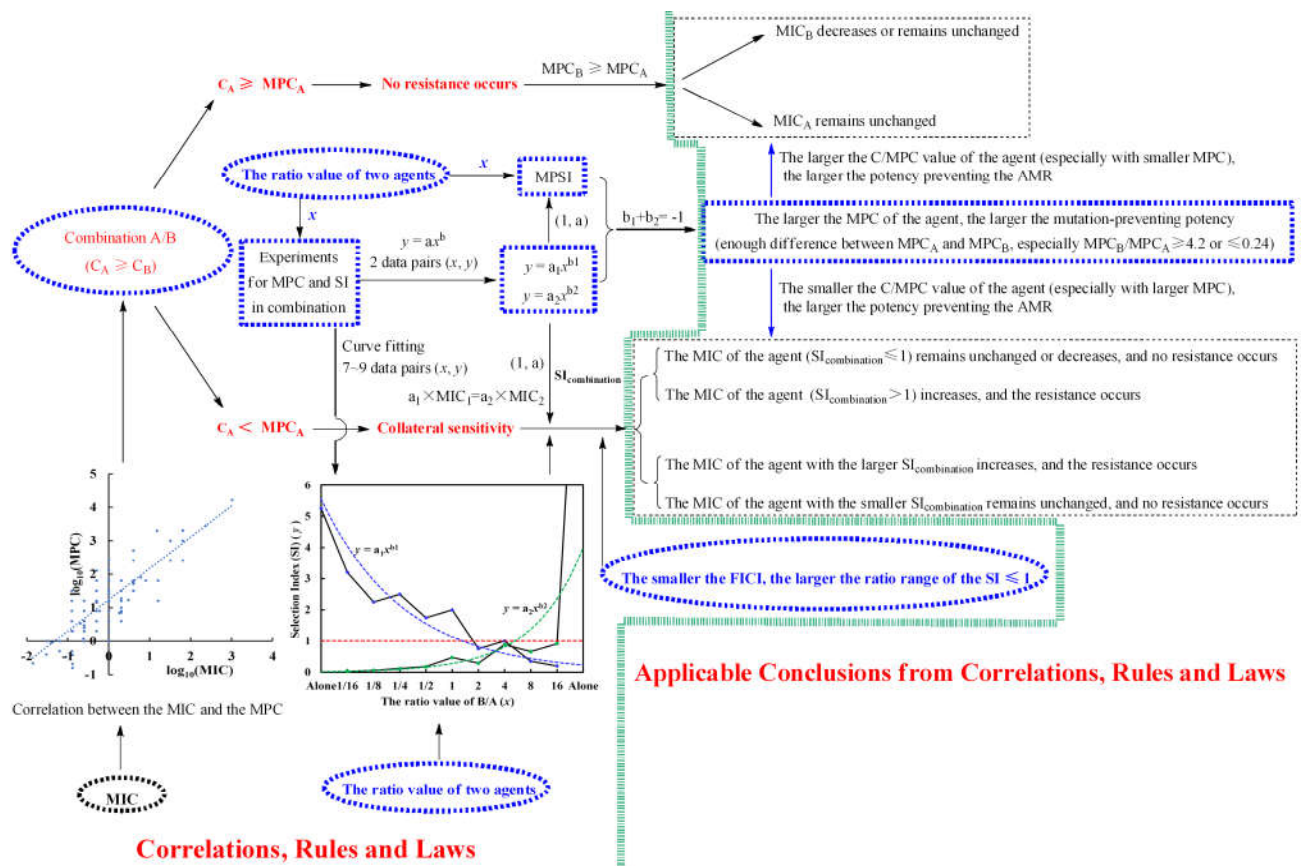 MIC_B decreases or remains unchanged
C_A ≥ MPC_A
No resistance occurs
MPC_B ≥ MPC_A
MIC_A remains unchanged
The ratio value of two agents
x
MPSI
x
The larger the C/MPC value of the agent (especially with smaller MPC),
the larger the potency preventing the AMR
Combination A/B
(C_A ≥ C_B)
Experiments
for MPC and SI
in combination
y = ax^b
2 data pairs (x, y)
(1, a)
y = a_1x^b1
y = a_2x^b2
b_1+b_2= -1
The larger the MPC of the agent, the larger the mutation-preventing potency
(enough difference between MPC_A and MPC_B, especially MPC_B/MPC_A≥4.2 or ≤0.24)
The smaller the C/MPC value of the agent (especially with larger MPC),
the larger the potency preventing the AMR
Curve fitting
7~9 data pairs (x, y)
(1, a)
SI_combination
a_1×MIC_1=a_2×MIC_2
C_A < MPC_A
Collateral sensitivity
The MIC of the agent (SI_combination≤1) remains unchanged or decreases, and no resistance occurs
The MIC of the agent (SI_combination>1) increases, and the resistance occurs
The MIC of the agent with the larger SI_combination increases, and the resistance occurs
The MIC of the agent with the smaller SI_combination remains unchanged, and no resistance occurs
The smaller the FICI, the larger the ratio range of the SI ≤ 1
log10(MPC)
5
4
3
2
1
0
-1
-2 -1 0 1 2 3 4
log10(MIC)
Correlation between the MIC and the MPC
MIC
Selection Index (SI) (y)
6
5
4
3
2
1
0
y = a_1x^b1
y = a_2x^b2
Alone 1/16 1/8 1/4 1/2 1 2 4 8 16 Alone
The ratio value of B/A (x)
The ratio value of two agents
Correlations, Rules and Laws
Applicable Conclusions from Correlations, Rules and Laws